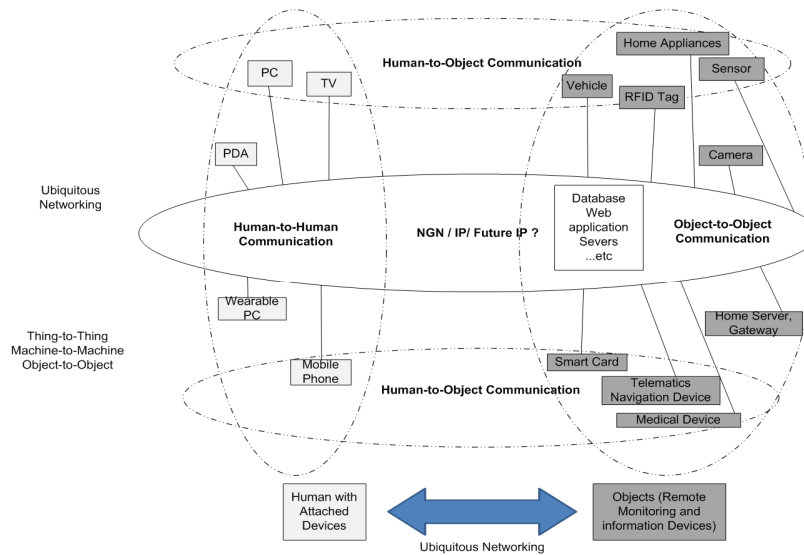 Home Appliances
Human-to-Object Communication
PC
Sensor
TV
Vehicle
RFID Tag
PDA
Camera
Ubiquitous
Networking
Database
Web
application
Severs
...etc
Human-to-Human
Communication
NGN / IP/ Future IP ?
Object-to-Object
Communication
Wearable
PC
Home Server,
Gateway
Thing-to-Thing
Machine-to-Machine
Object-to-Object
Mobile
Phone
Smart Card
Human-to-Object Communication
Telematics
Navigation Device
Medical Device
Human with
Attached
Devices
Objects (Remote
Monitoring and
information Devices)
Ubiquitous Networking